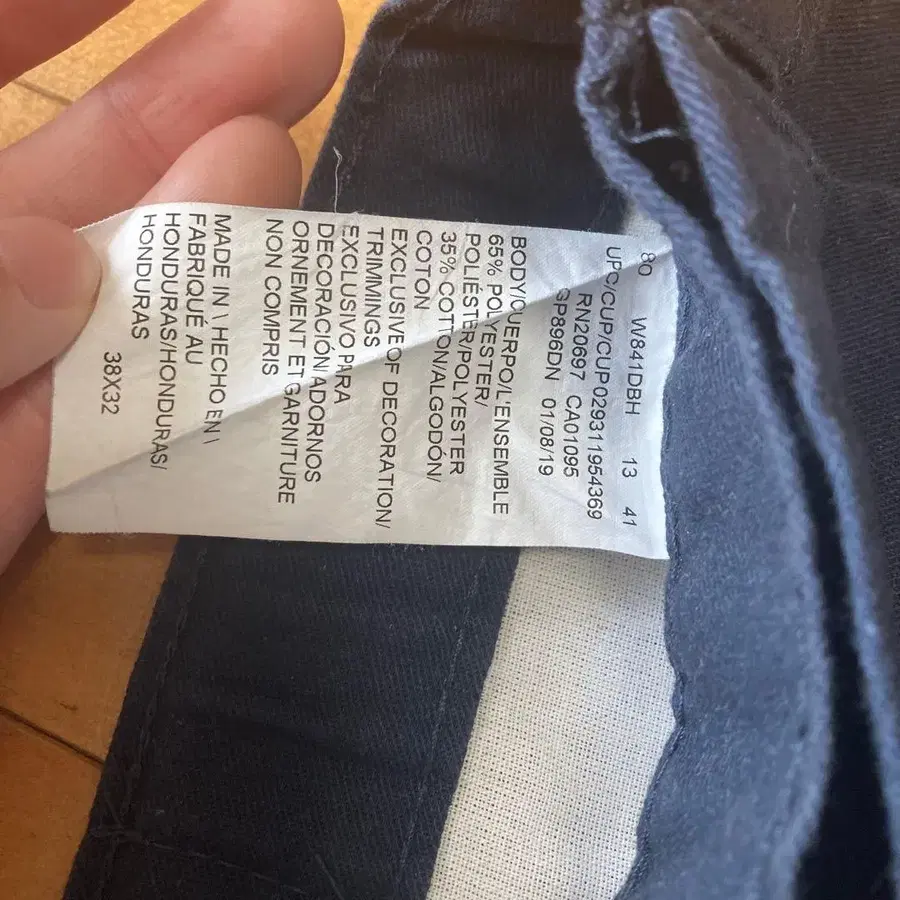 80 W841DBH 13 41
UPC/CUP/CUP029311954369
RN20697 CA01095
GP896DN 01/08/19
BODY/CUERPO/L'ENSEMBLE
65% POLYESTER/
POLIÉSTER/POLYESTER
35% COTTON/ALGODÓN/
COTON
EXCLUSIVE OF DECORATION/
TRIMMINGS
EXCLUSIVO PARA
DECORACIÓN\ADORNOS
ORNEMENT ET GARNITURE
NON COMPRIS
MADE IN \ HECHO EN \
FABRIQUÉ AU
HONDURAS/HONDURAS/
HONDURAS
38X32